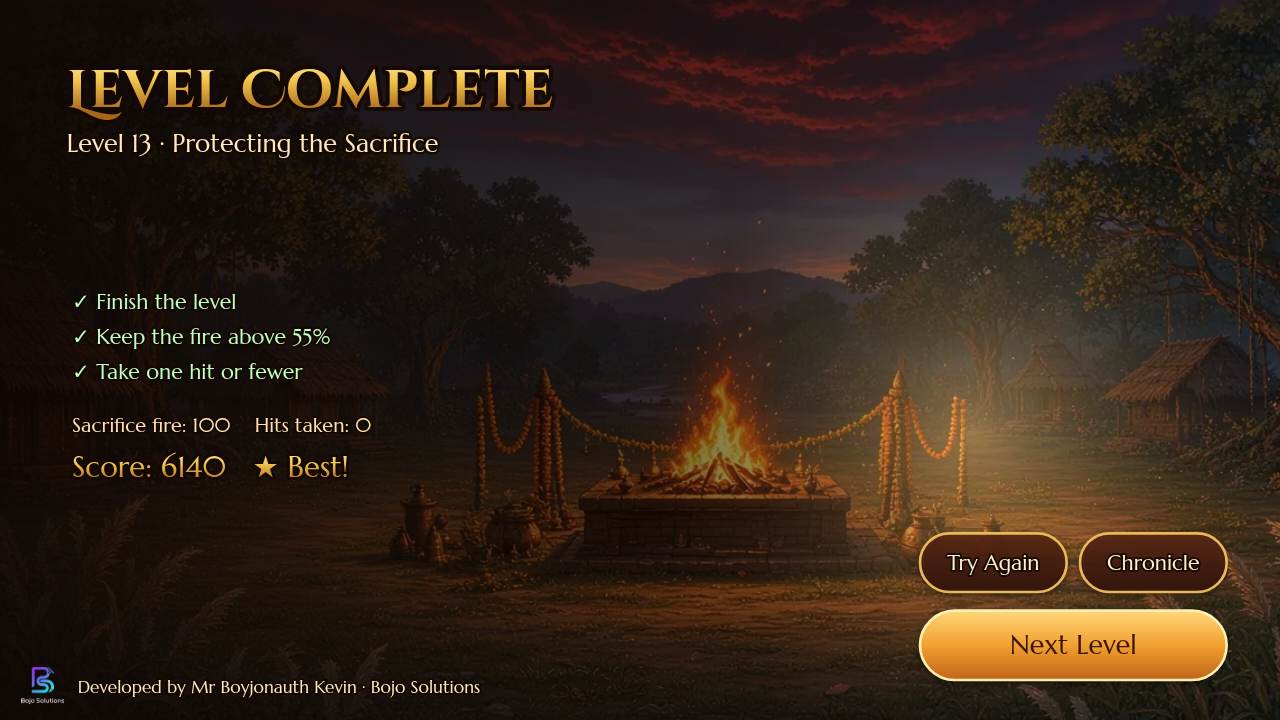 LEVEL COMPLETE
Level 13 · Protecting the Sacrifice
✓ Finish the level
✓ Keep the fire above 55%
✓ Take one hit or fewer
Sacrifice fire: 100 Hits taken: 0
Score: 6140 ★ Best!
Try Again
Chronicle
Next Level
Bojo Solutions
Developed by Mr Boyjonauth Kevin · Bojo Solutions